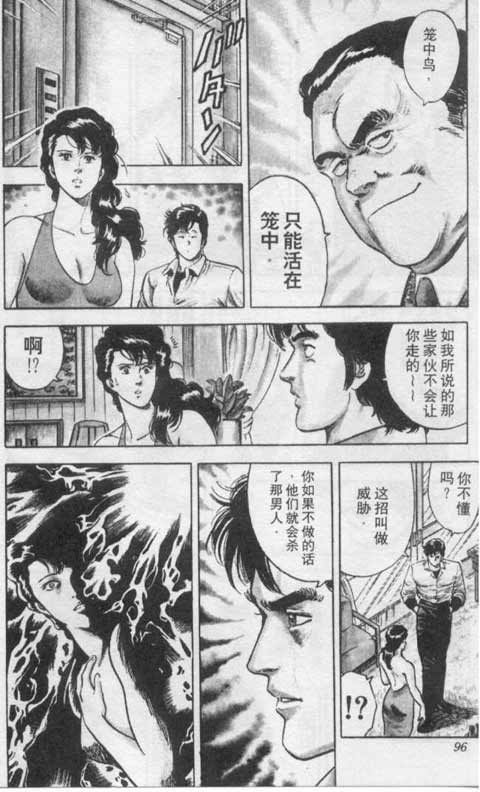 笼中鸟．
只能活在
笼中．
バタン
如我所说的那
些家伙不会让
你走的～～
啊!?
你不懂
吗？
这招叫做
威胁．
!?
你如果不做的话
，他们就会杀
了那男人．
96